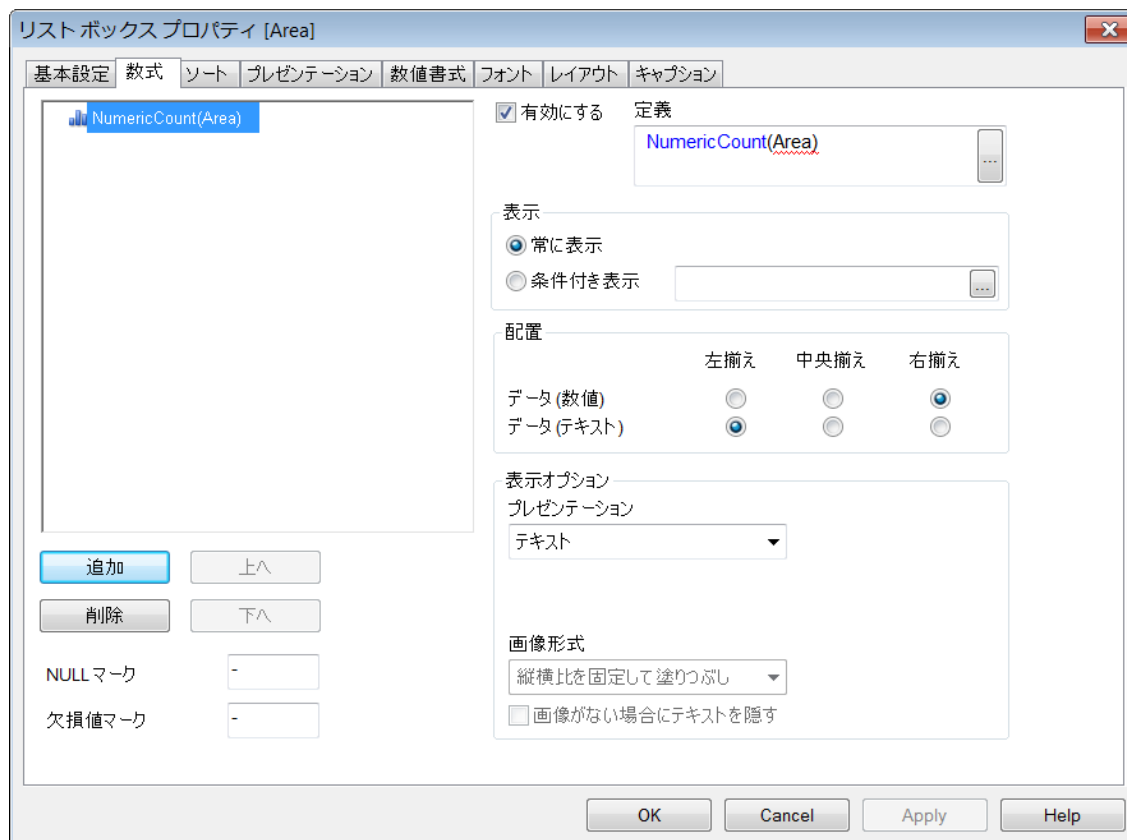 リスト ボックス プロパティ [Area]
基本設定 数式 ソート プレゼンテーション 数値書式 フォント レイアウト キャプション
NumericCount(Area)
有効にする
定義
NumericCount(Area)
...
表示
常に表示
条件付き表示
...
配置
左揃え 中央揃え 右揃え
データ(数値)
データ(テキスト)
表示オプション
プレゼンテーション
テキスト
画像形式
縦横比を固定して塗りつぶし
画像がない場合にテキストを隠す
追加 上へ
削除 下へ
NULLマーク -
欠損値マーク -
OK Cancel Apply Help